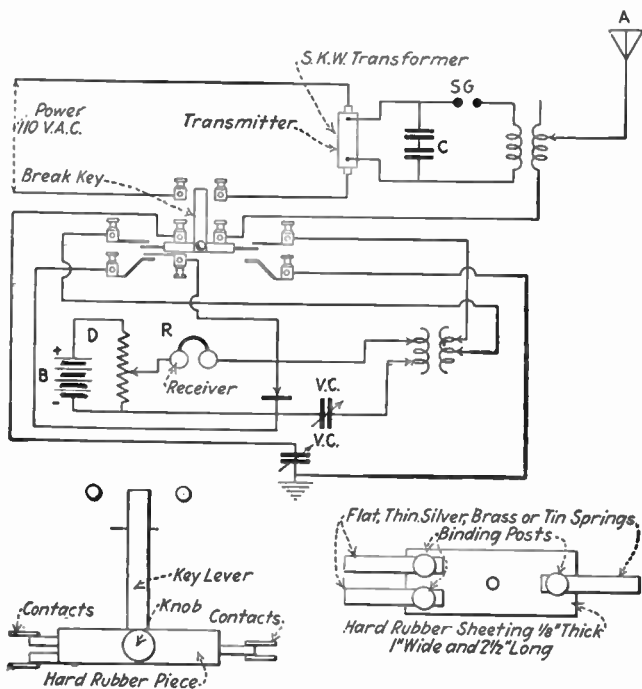 A
S.K.W. Transformer
SG
Power
110 V.A.C.
Transmitter
C
Break Key
D
R
B
+
-
Receiver
V.C.
V.C.
Flat, Thin Silver, Brass or Tin Springs
Binding Posts
Key Lever
Contacts
Knob
Contacts
Hard Rubber Piece
Hard Rubber Sheeting 1/8" Thick
1" Wide and 2 1/2" Long